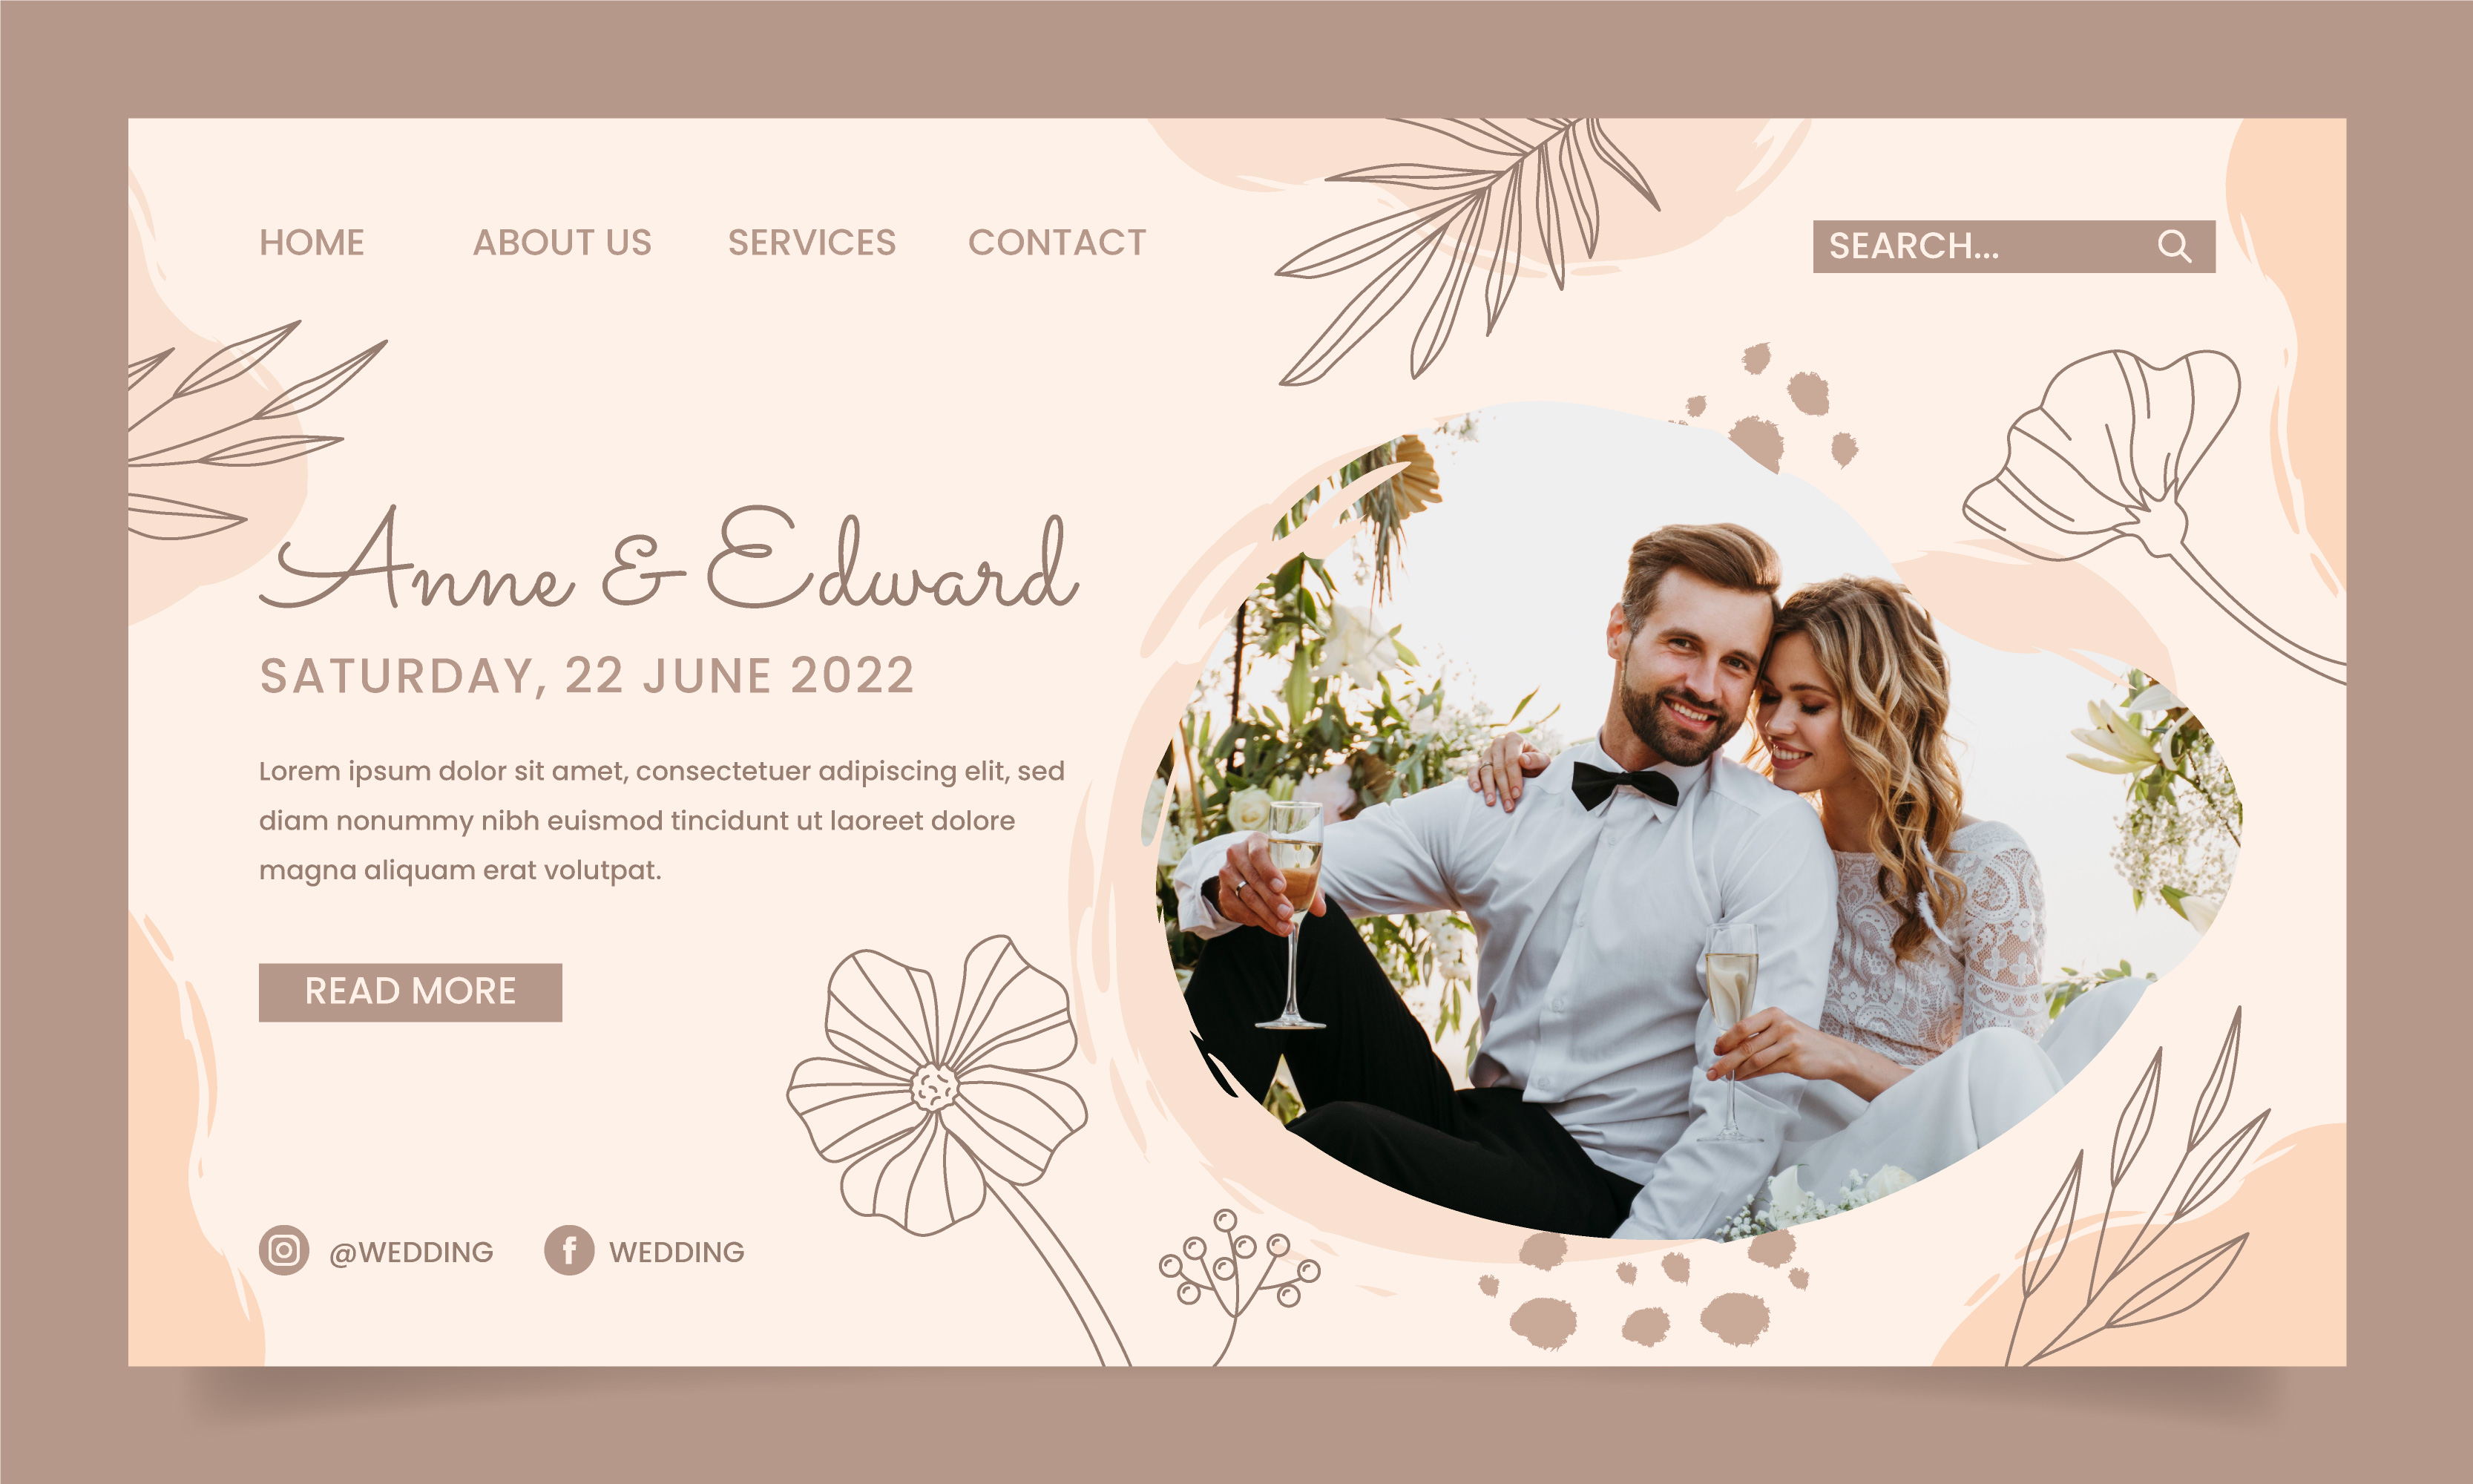 HOME ABOUT US SERVICES CONTACT SEARCH...
Anne & Edward
SATURDAY, 22 JUNE 2022
Lorem ipsum dolor sit amet, consectetuer adipiscing elit, sed
diam nonummy nibh euismod tincidunt ut laoreet dolore
magna aliquam erat volutpat.
READ MORE
@WEDDING WEDDING